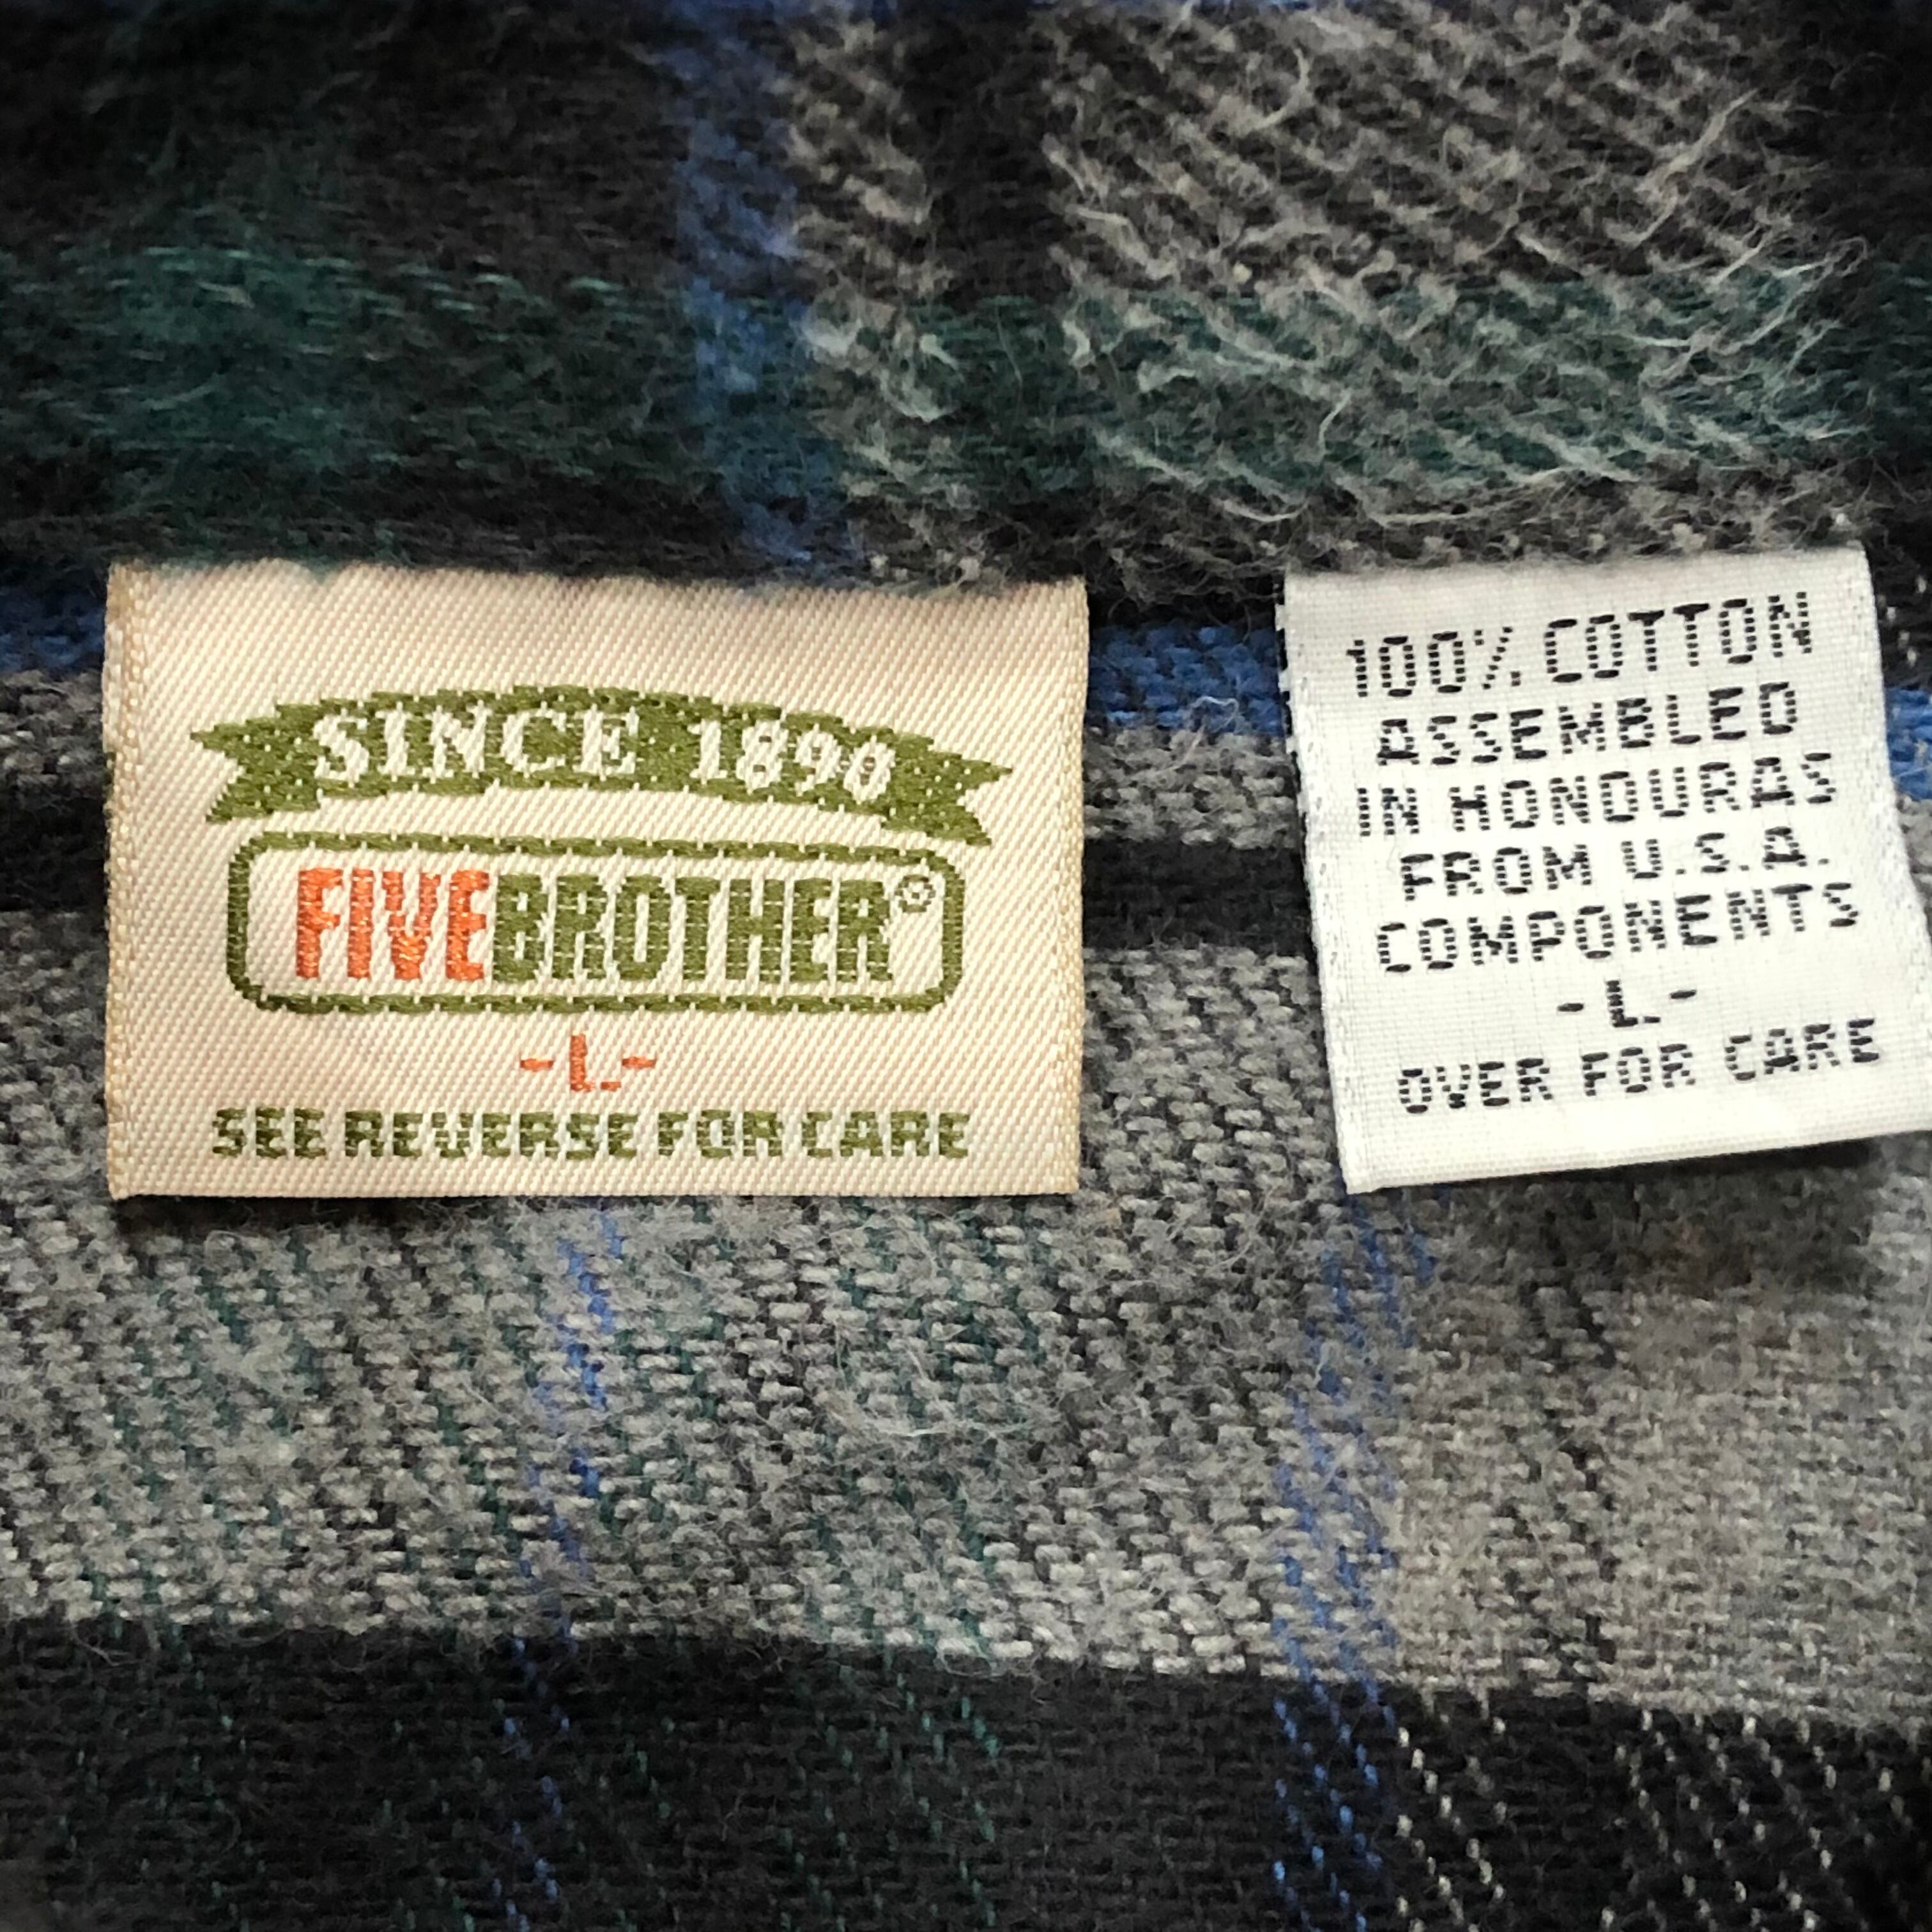 SINCE 1890
FIVEBROTHER®
-L-
SEE REVERSE FOR CARE
100% COTTON
ASSEMBLED
IN HONDURAS
FROM U.S.A.
COMPONENTS
-L-
OVER FOR CARE